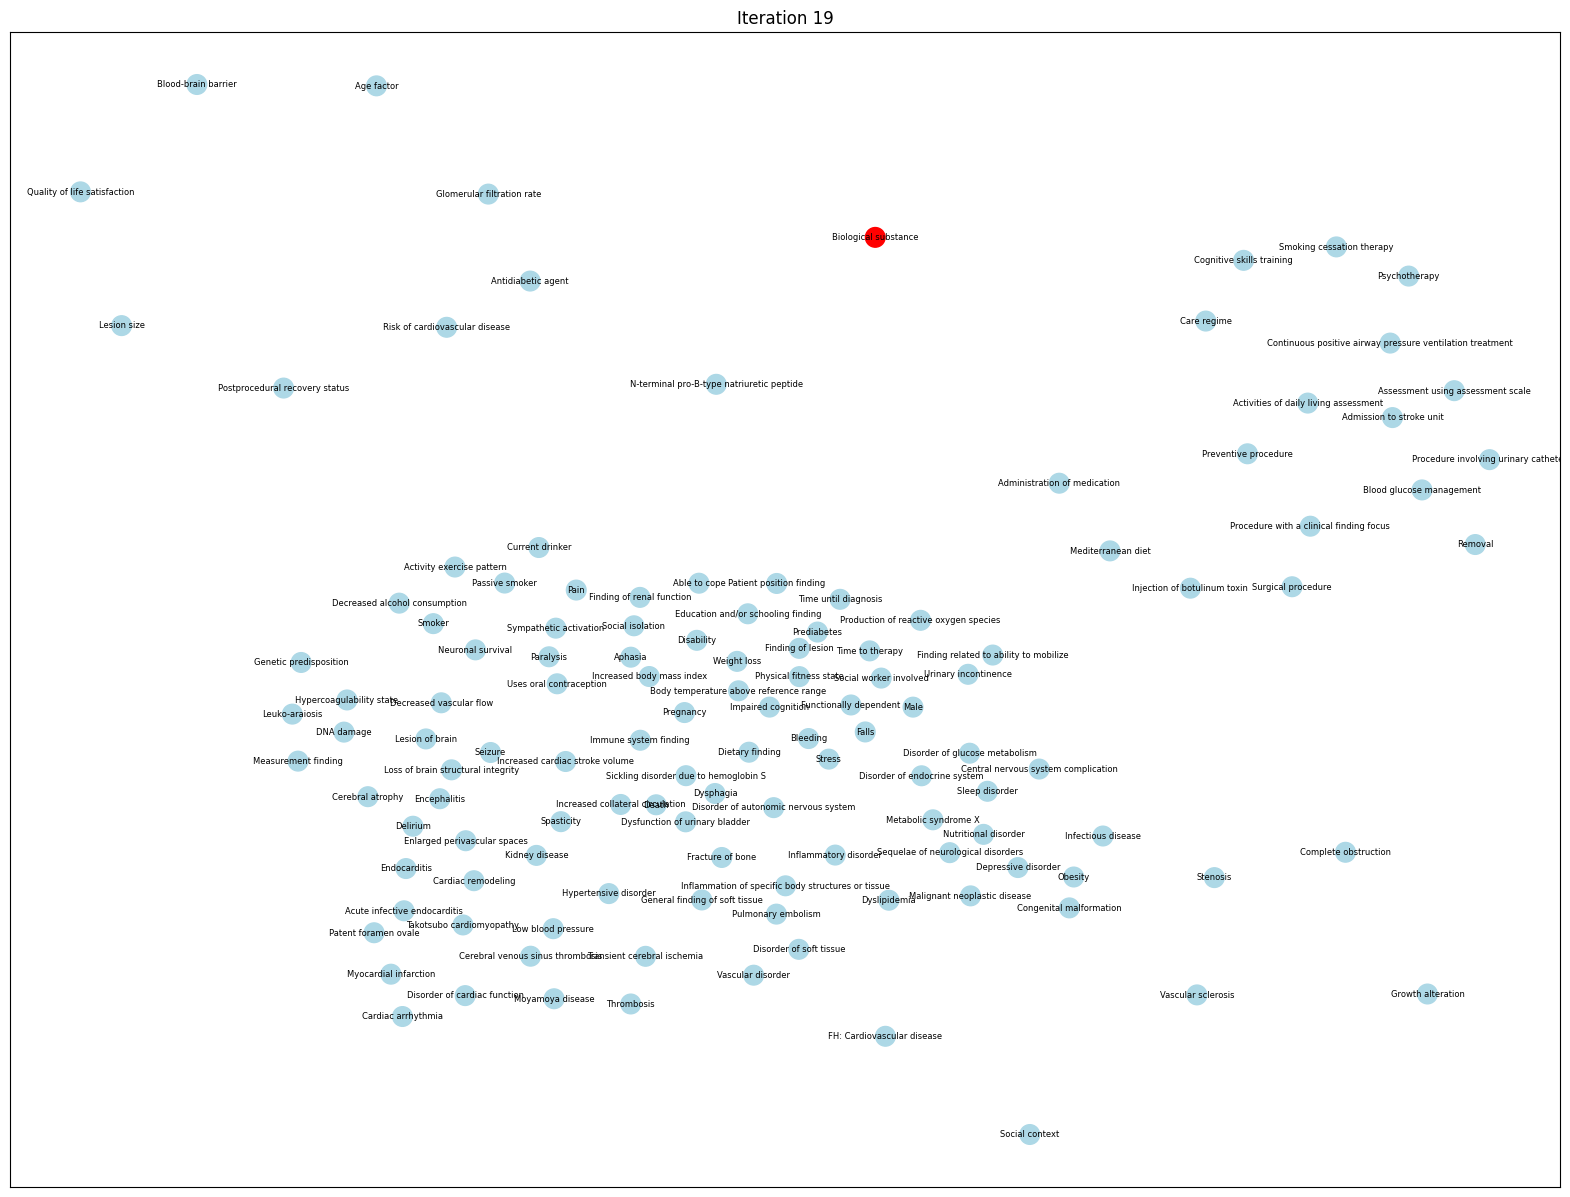 Iteration 19
Blood-brain barrier
Age factor
Quality of life satisfaction
Glomerular filtration rate
Biological substance
Smoking cessation therapy
Cognitive skills training
Psychotherapy
Antidiabetic agent
Lesion size
Risk of cardiovascular disease
Care regime
Continuous positive airway pressure ventilation treatment
Postprocedural recovery status
N-terminal pro-B-type natriuretic peptide
Assessment using assessment scale
Activities of daily living assessment
Admission to stroke unit
Preventive procedure
Procedure involving urinary cathete
Administration of medication
Blood glucose management
Procedure with a clinical finding focus
Removal
Current drinker
Mediterranean diet
Activity exercise pattern
Passive smoker
Pain
Able to cope
Patient position finding
Injection of botulinum toxin
Surgical procedure
Decreased alcohol consumption
Finding of renal function
Time until diagnosis
Smoker
Education and/or schooling finding
Production of reactive oxygen species
Sympathetic activation
Social isolation
Prediabetes
Disability
Neuronal survival
Finding of lesion
Time to therapy
Finding related to ability to mobilize
Genetic predisposition
Paralysis
Aphasia
Weight loss
Increased body mass index
Physical fitness state
Social worker involved
Urinary incontinence
Uses oral contraception
Body temperature above reference range
Hypercoagulability state
Decreased vascular flow
Leuko-araiosis
Pregnancy
Impaired cognition
Functionally dependent
Male
DNA damage
Lesion of brain
Immune system finding
Bleeding
Falls
Seizure
Dietary finding
Disorder of glucose metabolism
Measurement finding
Increased cardiac stroke volume
Stress
Loss of brain structural integrity
Central nervous system complication
Sickling disorder due to hemoglobin S
Disorder of endocrine system
Cerebral atrophy
Encephalitis
Dysphagia
Sleep disorder
Increased collateral circulation
Death
Disorder of autonomic nervous system
Delirium
Spasticity
Dysfunction of urinary bladder
Metabolic syndrome X
Enlarged perivascular spaces
Nutritional disorder
Infectious disease
Kidney disease
Fracture of bone
Inflammatory disorder
Sequelae of neurological disorders
Complete obstruction
Endocarditis
Depressive disorder
Cardiac remodeling
Obesity
Stenosis
Hypertensive disorder
Inflammation of specific body structures or tissue
General finding of soft tissue
Dyslipidemia
Malignant neoplastic disease
Acute infective endocarditis
Pulmonary embolism
Congenital malformation
Patent foramen ovale
Takotsubo cardiomyopathy
Low blood pressure
Cerebral venous sinus thrombosis
Transient cerebral ischemia
Disorder of soft tissue
Myocardial infarction
Vascular disorder
Disorder of cardiac function
Moyamoya disease
Thrombosis
Vascular sclerosis
Growth alteration
Cardiac arrhythmia
FH: Cardiovascular disease
Social context